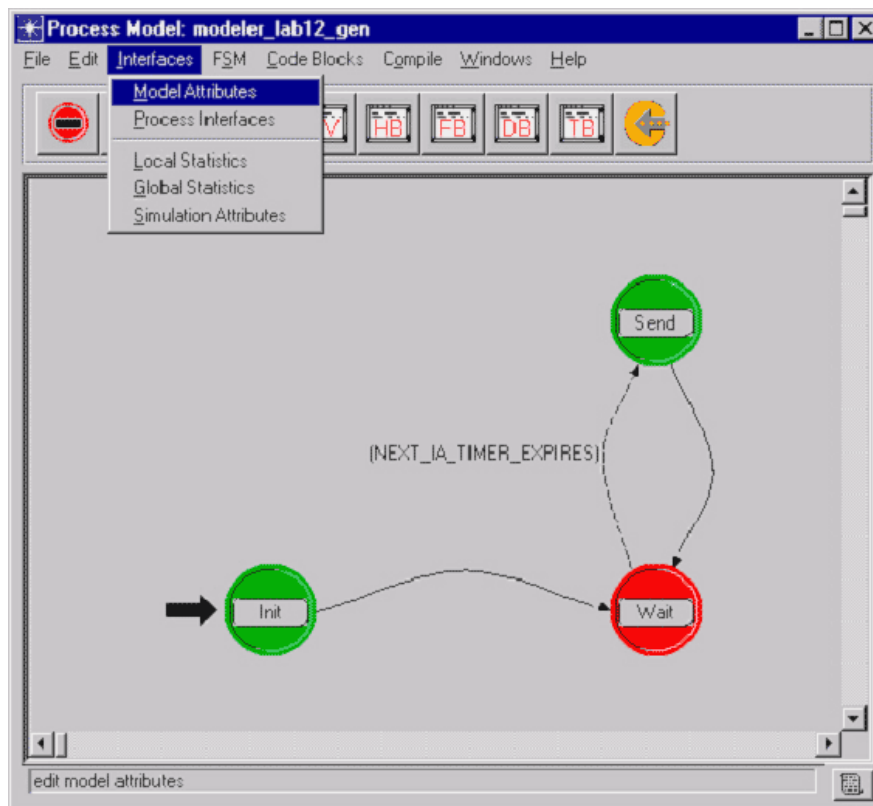 Process Model: modeler_lab12_gen
File Edit Interfaces FSM Code Blocks Compile Windows Help
Model Attributes
Process Interfaces
V HB FB DB TB
Local Statistics
Global Statistics
Simulation Attributes
Send
(NEXT_IA_TIMER_EXPIRES)
Init
Wait
edit model attributes